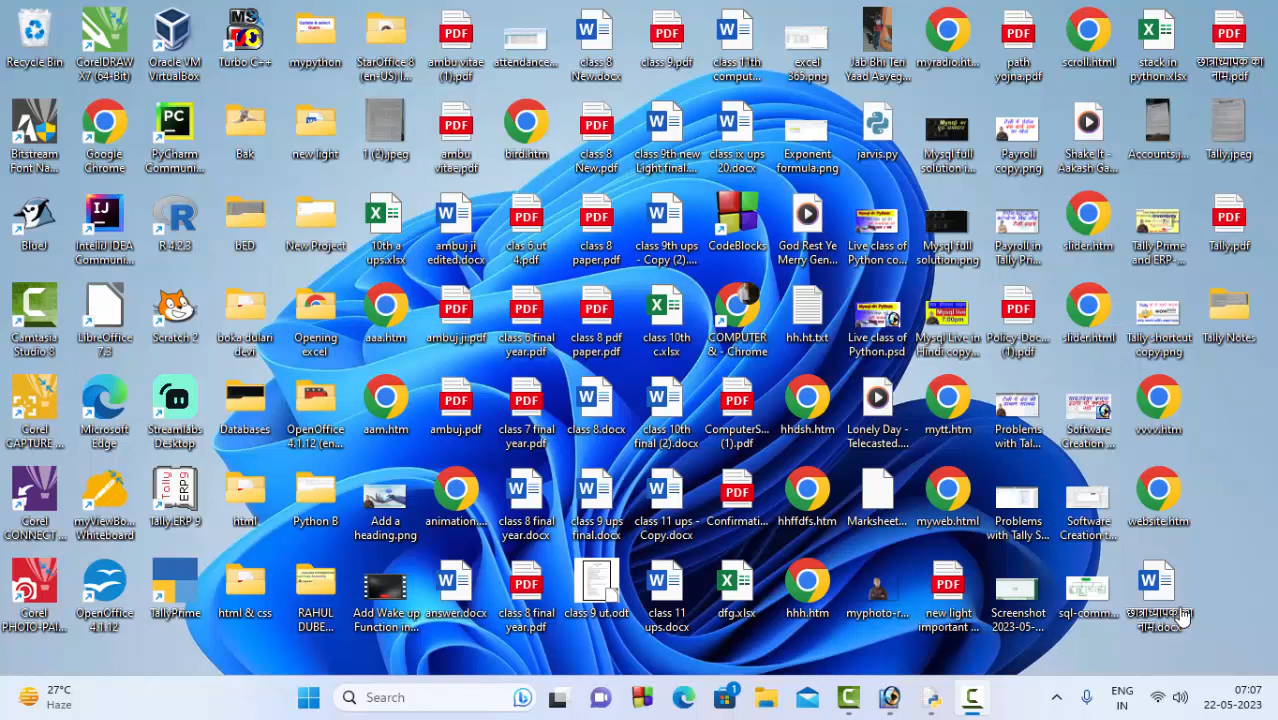 Recycle Bin
CorelDRAW X7 (64-Bit)
Oracle VM VirtualBox
Turbo C++
mypython
StarOffice 8 (en-US) I...
ambu vitae (1).pdf
attendance...
class 8 New.docx
class 9.pdf
class 11th comput...
excel 365.png
Jab Bhi Teri Yaad Aayeg...
myradio.ht...
path yojna.pdf
scroll.html
stack in python.xlsx
छात्राध्यापक का नाम.pdf
Bitstream Font Na...
Google Chrome
PyCharm Communi...
Bak
new light
1 (2).jpeg
ambu vitae.pdf
bird.htm
class 8 New.pdf
class 9th new Light final....
class ix ups 20.docx
Exponent formula.png
jarvis.py
Mysql full solution i...
Payroll copy.png
Shake It - Aakash Ga...
Accounts.j...
Tally.jpeg
BlueJ
IntelliJ IDEA Communi...
R 4.2.3
bED
New Project
10th a ups.xlsx
ambuj ji edited.docx
clas 6 ut 4.pdf
class 8 paper.pdf
class 9th ups - Copy (2)....
CodeBlocks
God Rest Ye Merry Gen...
Live class of Python co...
Mysql full solution.png
Payroll in Tally Pri...
slider.htm
Tally Prime and ERP-...
Tally.pdf
Camtasia Studio 8
LibreOffice 7.3
Scratch 2
boka dulari devi
Opening excel
aaa.htm
ambuj ji.pdf
class 6 final year.pdf
class 8 pdf paper.pdf
class 10th c.xlsx
COMPUTER & - Chrome
hh.ht.txt
Live class of Python.psd
Mysql Live in Hindi copy...
Policy-Doc... (1).pdf
slider.html
Tally shortcut copy.png
Tally Notes
Corel CAPTURE ...
Microsoft Edge
Streamlabs Desktop
Databases
OpenOffice 4.1.12 (en...
aam.htm
ambuj.pdf
class 7 final year.pdf
class 8.docx
class 10th final (2).docx
ComputerS... (1).pdf
hhdsh.htm
Lonely Day - Telecasted....
mytt.htm
Problems with Tal...
Software Creation ...
vvvv.htm
Corel CONNECT ...
myViewBo... Whiteboard
Tally.ERP 9
html
Python B
Add a heading.png
animation....
class 8 final year.docx
class 9 ups final.docx
class 11 ups - Copy.docx
Confirmati...
hhffdfs.htm
Marksheet...
myweb.html
Problems with Tally S...
Software Creation t...
website.htm
Corel PHOTO-PAI...
OpenOffice 4.1.12
TallyPrime
html & css
RAHUL DUBE...
Add Wake up Function in...
answer.docx
class 8 final year.pdf
class 9 ut.odt
class 11 ups.docx
dfg.xlsx
hhh.htm
myphoto-r...
new light important ...
Screenshot 2023-05-...
sql-comm...
छात्राध्यापक का नाम.docx
27°C
Haze
Search
1
ENG
IN
07:07
22-05-2023